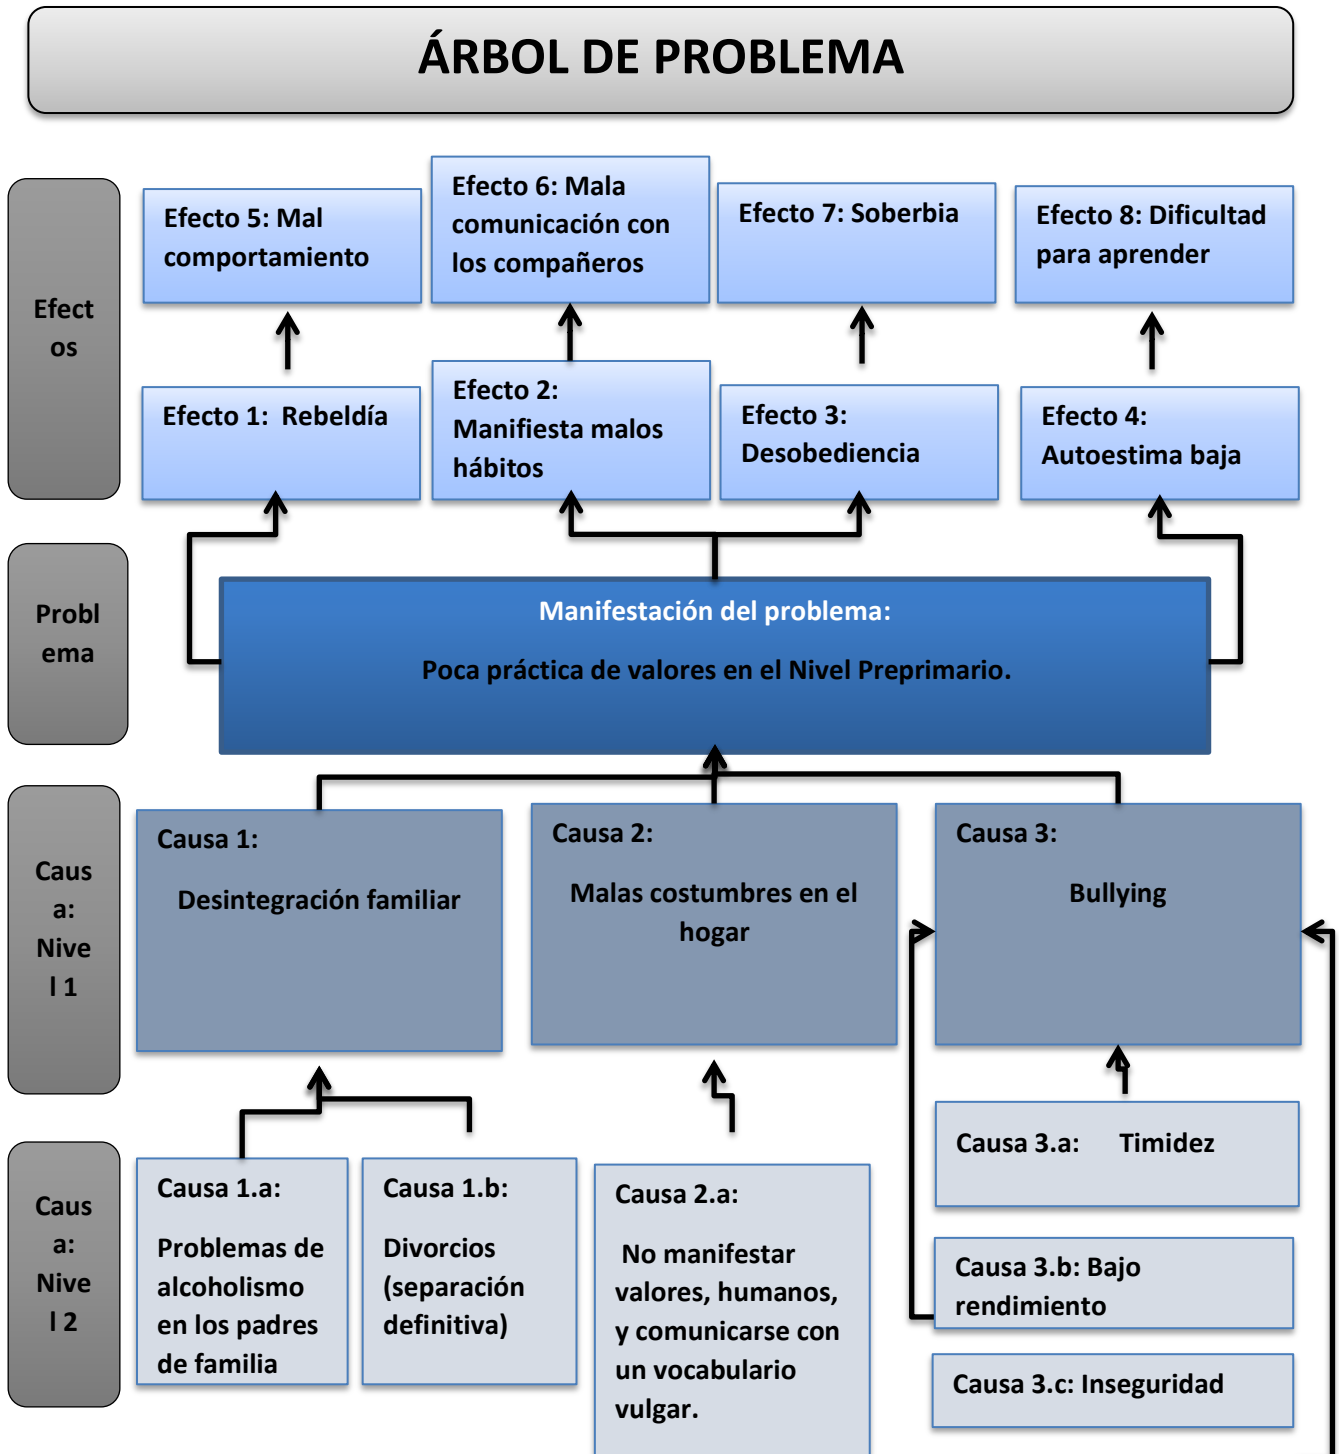 ÁRBOL DE PROBLEMA
Efect
os
Efecto 5: Mal
comportamiento
Efecto 6: Mala
comunicación con
los compañeros
Efecto 7: Soberbia
Efecto 8: Dificultad
para aprender
Efecto 1: Rebeldía
Efecto 2:
Manifiesta malos
hábitos
Efecto 3:
Desobediencia
Efecto 4:
Autoestima baja
Probl
ema
Manifestación del problema:
Poca práctica de valores en el Nivel Preprimario.
Caus
a:
Nive
l 1
Causa 1:
Desintegración familiar
Causa 2:
Malas costumbres en el
hogar
Causa 3:
Bullying
Caus
a:
Nive
l 2
Causa 1.a:
Problemas de
alcoholismo
en los padres
de familia
Causa 1.b:
Divorcios
(separación
definitiva)
Causa 2.a:
No manifestar
valores, humanos,
y comunicarse con
un vocabulario
vulgar.
Causa 3.a: Timidez
Causa 3.b: Bajo
rendimiento
Causa 3.c: Inseguridad